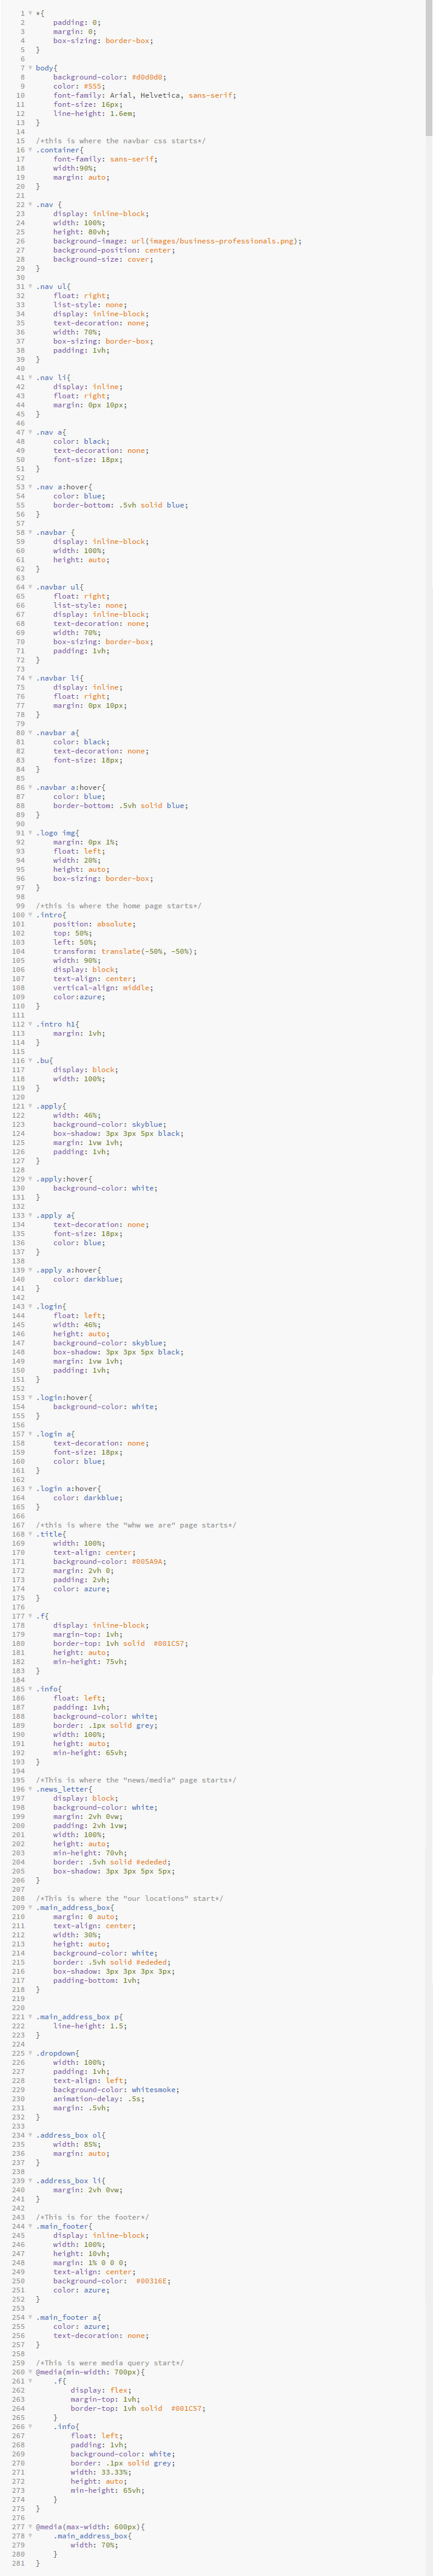 1 *{
2 padding: 0;
3 margin: 0;
4 box-sizing: border-box;
5 }
6
7 body{
8 background-color: #d0d0d0;
9 color: #555;
10 font-family: Arial, Helvetica, sans-serif;
11 font-size: 16px;
12 line-height: 1.6em;
13 }
14
15 /*this is where the navbar css starts*/
16 .container{
17 font-family: sans-serif;
18 width:90%;
19 margin: auto;
20 }
21
22 .nav {
23 display: inline-block;
24 width: 100%;
25 height: 80vh;
26 background-image: url(images/business-professionals.png);
27 background-position: center;
28 background-size: cover;
29 }
30
31 .nav ul{
32 float: right;
33 list-style: none;
34 display: inline-block;
35 text-decoration: none;
36 width: 70%;
37 box-sizing: border-box;
38 padding: 1vh;
39 }
40
41 .nav li{
42 display: inline;
43 float: right;
44 margin: 0px 10px;
45 }
46
47 .nav a{
48 color: black;
49 text-decoration: none;
50 font-size: 18px;
51 }
52
53 .nav a:hover{
54 color: blue;
55 border-bottom: .5vh solid blue;
56 }
57
58 .navbar {
59 display: inline-block;
60 width: 100%;
61 height: auto;
62 }
63
64 .navbar ul{
65 float: right;
66 list-style: none;
67 display: inline-block;
68 text-decoration: none;
69 width: 70%;
70 box-sizing: border-box;
71 padding: 1vh;
72 }
73
74 .navbar li{
75 display: inline;
76 float: right;
77 margin: 0px 10px;
78 }
79
80 .navbar a{
81 color: black;
82 text-decoration: none;
83 font-size: 18px;
84 }
85
86 .navbar a:hover{
87 color: blue;
88 border-bottom: .5vh solid blue;
89 }
90
91 .logo img{
92 margin: 0px 1%;
93 float: left;
94 width: 20%;
95 height: auto;
96 box-sizing: border-box;
97 }
98
99 /*this is where the home page starts*/
100 .intro{
101 position: absolute;
102 top: 50%;
103 left: 50%;
104 transform: translate(-50%, -50%);
105 width: 90%;
106 display: block;
107 text-align: center;
108 vertical-align: middle;
109 color:azure;
110 }
111
112 .intro h1{
113 margin: 1vh;
114 }
115
116 .bu{
117 display: block;
118 width: 100%;
119 }
120
121 .apply{
122 width: 46%;
123 background-color: skyblue;
124 box-shadow: 3px 3px 5px black;
125 margin: 1vw 1vh;
126 padding: 1vh;
127 }
128
129 .apply:hover{
130 background-color: white;
131 }
132
133 .apply a{
134 text-decoration: none;
135 font-size: 18px;
136 color: blue;
137 }
138
139 .apply a:hover{
140 color: darkblue;
141 }
142
143 .login{
144 float: left;
145 width: 46%;
146 height: auto;
147 background-color: skyblue;
148 box-shadow: 3px 3px 5px black;
149 margin: 1vw 1vh;
150 padding: 1vh;
151 }
152
153 .login:hover{
154 background-color: white;
155 }
156
157 .login a{
158 text-decoration: none;
159 font-size: 18px;
160 color: blue;
161 }
162
163 .login a:hover{
164 color: darkblue;
165 }
166
167 /*this is where the "whw we are" page starts*/
168 .title{
169 width: 100%;
170 text-align: center;
171 background-color: #005A9A;
172 margin: 2vh 0;
173 padding: 2vh;
174 color: azure;
175 }
176
177 .f{
178 display: inline-block;
179 margin-top: 1vh;
180 border-top: 1vh solid #001C57;
181 height: auto;
182 min-height: 75vh;
183 }
184
185 .info{
186 float: left;
187 padding: 1vh;
188 background-color: white;
189 border: .1px solid grey;
190 width: 100%;
191 height: auto;
192 min-height: 65vh;
193 }
194
195 /*This is where the "news/media" page starts*/
196 .news_letter{
197 display: block;
198 background-color: white;
199 margin: 2vh 0vw;
200 padding: 2vh 1vw;
201 width: 100%;
202 height: auto;
203 min-height: 70vh;
204 border: .5vh solid #ededed;
205 box-shadow: 3px 3px 5px 5px;
206 }
207
208 /*This is where the "our locations" start*/
209 .main_address_box{
210 margin: 0 auto;
211 text-align: center;
212 width: 30%;
213 height: auto;
214 background-color: white;
215 border: .5vh solid #ededed;
216 box-shadow: 3px 3px 3px 3px;
217 padding-bottom: 1vh;
218 }
219
220
221 .main_address_box p{
222 line-height: 1.5;
223 }
224
225 .dropdown{
226 width: 100%;
227 padding: 1vh;
228 text-align: left;
229 background-color: whitesmoke;
230 animation-delay: .5s;
231 margin: .5vh;
232 }
233
234 .address_box ol{
235 width: 85%;
236 margin: auto;
237 }
238
239 .address_box li{
240 margin: 2vh 0vw;
241 }
242
243 /*This is for the footer*/
244 .main_footer{
245 display: inline-block;
246 width: 100%;
247 height: 10vh;
248 margin: 1% 0 0 0;
249 text-align: center;
250 background-color: #00316E;
251 color: azure;
252 }
253
254 .main_footer a{
255 color: azure;
256 text-decoration: none;
257 }
258
259 /*This is were media query start*/
260 @media(min-width: 700px){
261 .f{
262 display: flex;
263 margin-top: 1vh;
264 border-top: 1vh solid #001C57;
265 }
266 .info{
267 float: left;
268 padding: 1vh;
269 background-color: white;
270 border: .1px solid grey;
271 width: 33.33%;
272 height: auto;
273 min-height: 65vh;
274 }
275 }
276
277 @media(max-width: 600px){
278 .main_address_box{
279 width: 70%;
280 }
281 }